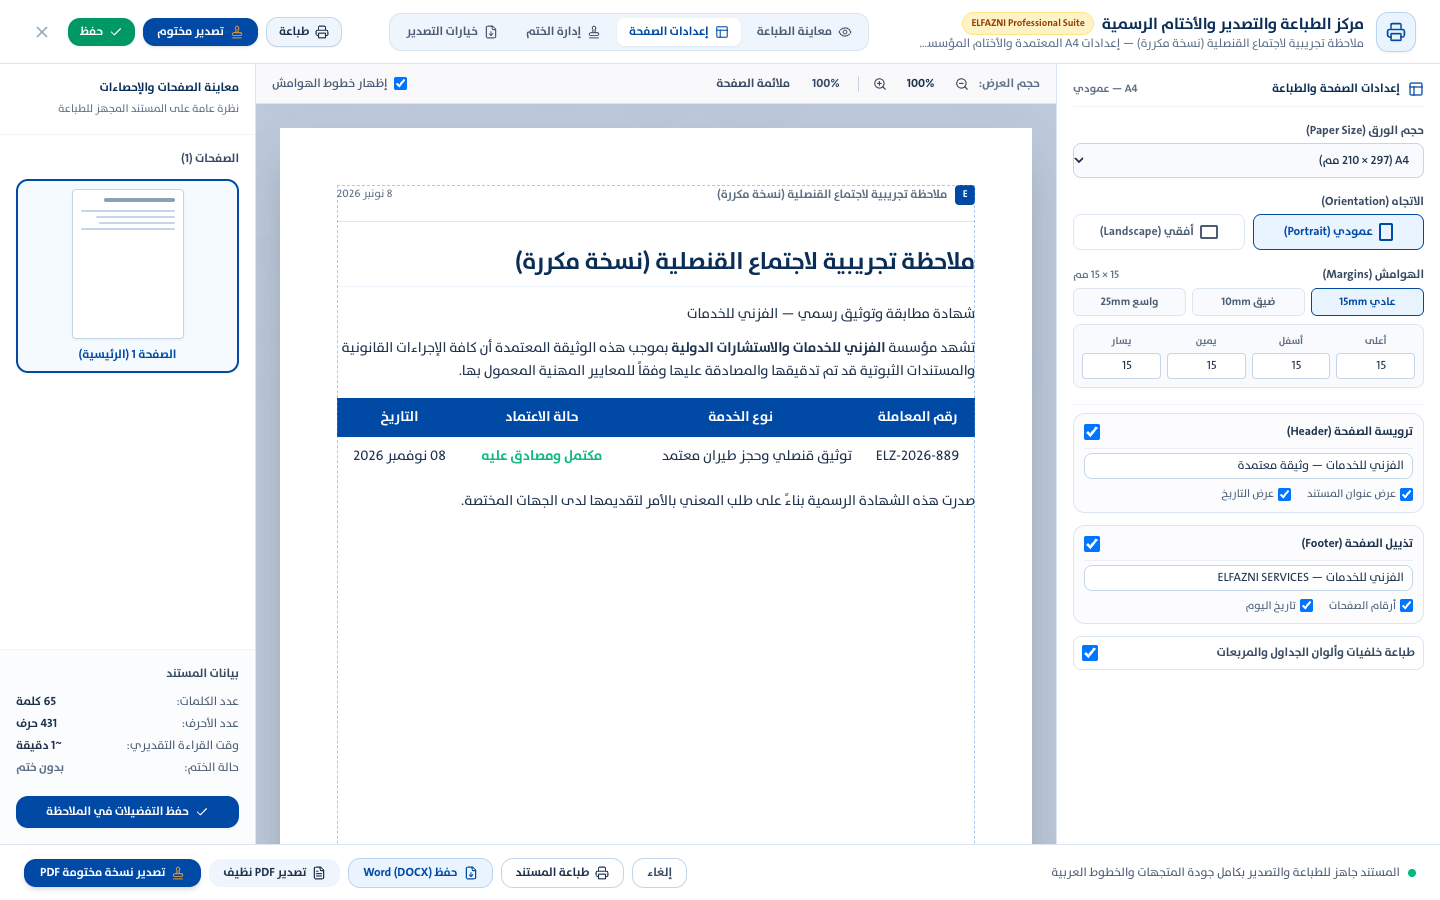 مركز الطباعة والتصدير والأختام الرسمية
ELFAZNI Professional Suite
ملاحظة تجريبية لاجتماع القنصلية (نسخة مكررة) — إعدادات A4 المعتمدة والأختام المؤسس...
معاينة الطباعة
إعدادات الصفحة
إدارة الختم
خيارات التصدير
طباعة
تصدير مختوم
حفظ
إعدادات الصفحة والطباعة
A4 — عمودي
حجم الورق (Paper Size)
A4 (210 × 297 مم)
الاتجاه (Orientation)
عمودي (Portrait)
أفقي (Landscape)
الهوامش (Margins)
15 × 15 مم
عادي 15mm
ضيق 10mm
واسع 25mm
أعلى
أسفل
يمين
يسار
15
15
15
15
ترويسة الصفحة (Header)
الفزني للخدمات — وثيقة معتمدة
عرض عنوان المستند
عرض التاريخ
تذييل الصفحة (Footer)
الفزني للخدمات — ELFAZNI SERVICES
أرقام الصفحات
تاريخ اليوم
طباعة خلفيات وألوان الجداول والمربعات
حجم العرض:
100%
100%
ملائمة الصفحة
إظهار خطوط الهوامش
E
ملاحظة تجريبية لاجتماع القنصلية (نسخة مكررة)
8 نونبر 2026
ملاحظة تجريبية لاجتماع القنصلية (نسخة مكررة)
شهادة مطابقة وتوثيق رسمي — الفزني للخدمات
تشهد مؤسسة الفزني للخدمات والاستشارات الدولية بموجب هذه الوثيقة المعتمدة أن كافة الإجراءات القانونية
والمستندات الثبوتية قد تم تدقيقها والمصادقة عليها وفقاً للمعايير المهنية المعمول بها.
رقم المعاملة
نوع الخدمة
حالة الاعتماد
التاريخ
ELZ-2026-889
توثيق قنصلي وحجز طيران معتمد
مكتمل ومصادق عليه
08 نوفمبر 2026
صدرت هذه الشهادة الرسمية بناءً على طلب المعني بالأمر لتقديمها لدى الجهات المختصة.
معاينة الصفحات والإحصاءات
نظرة عامة على المستند المجهز للطباعة
الصفحات (1)
الصفحة 1 (الرئيسية)
بيانات المستند
عدد الكلمات:
65 كلمة
عدد الأحرف:
431 حرف
وقت القراءة التقديري:
~1 دقيقة
حالة الختم:
بدون ختم
حفظ التفضيلات في الملاحظة
المستند جاهز للطباعة والتصدير بكامل جودة المتجهات والخطوط العربية
إلغاء
طباعة المستند
حفظ Word (DOCX)
تصدير PDF نظيف
تصدير نسخة مختومة PDF